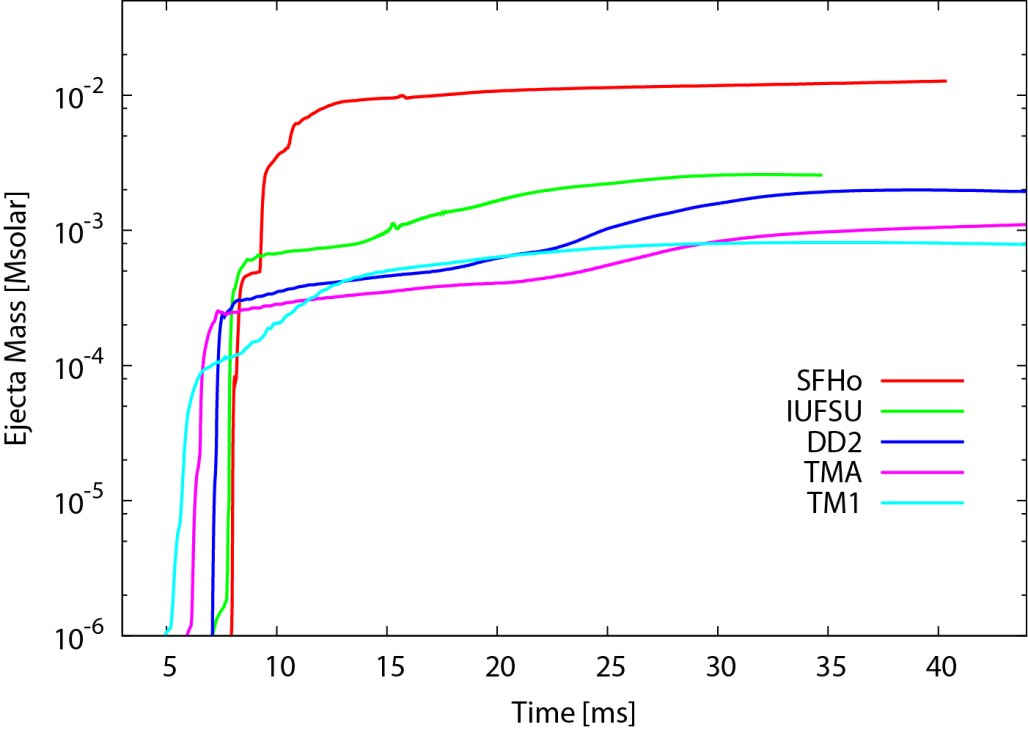 Ejecta Mass [Msolar]
10-2
10-3
10-4
10-5
10-6
SFHo
IUFSU
DD2
TMA
TM1
5 10 15 20 25 30 35 40
Time [ms]